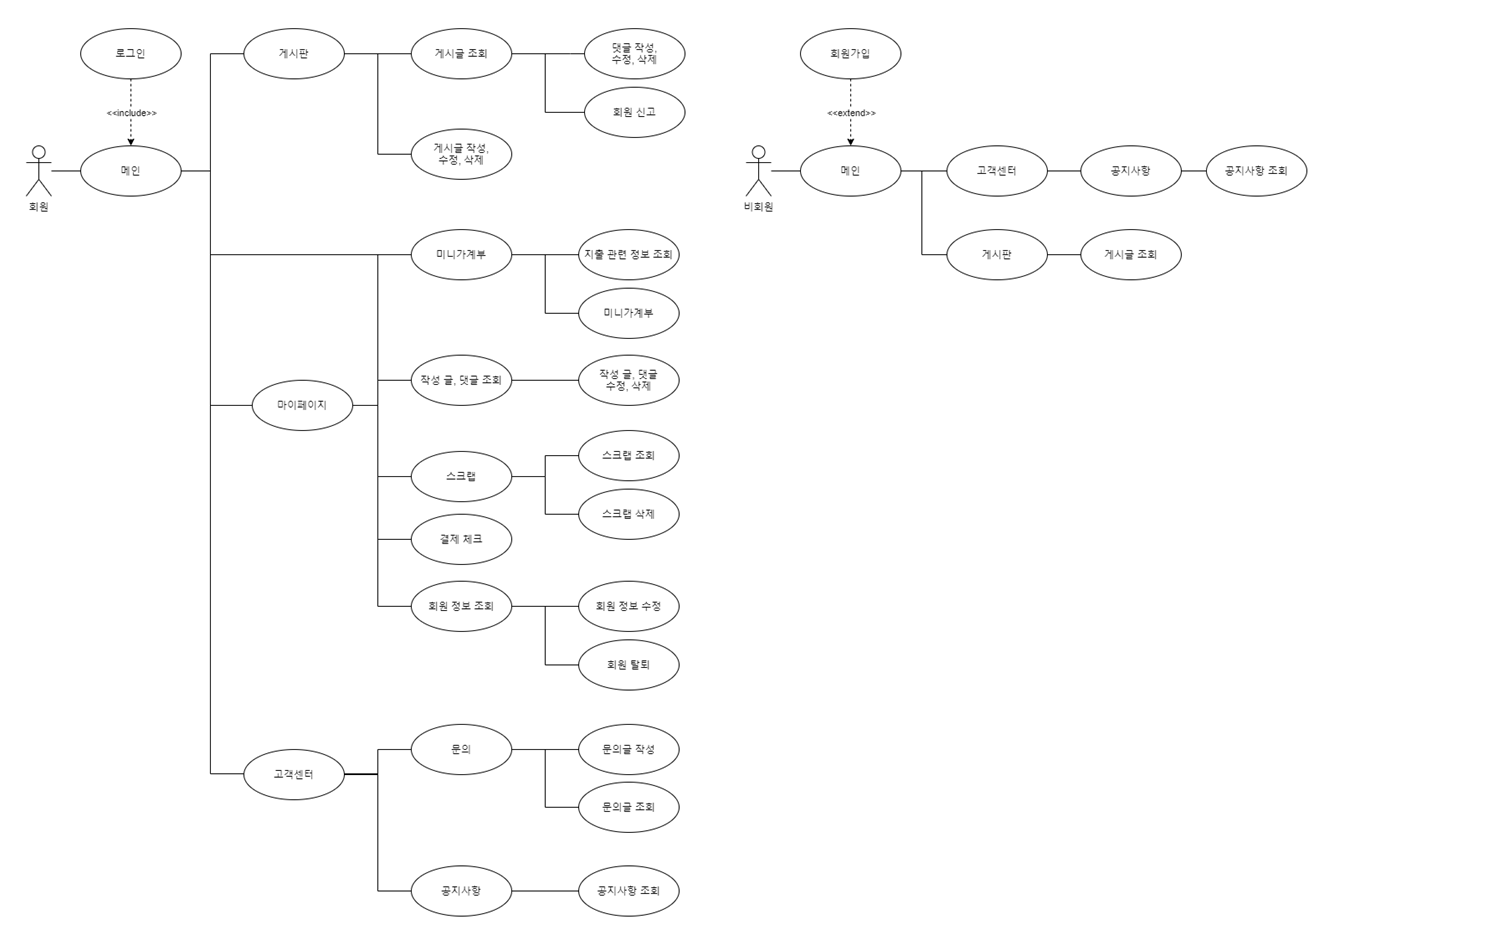 로그인
<<include>>
메인
회원
게시판
게시글 조회
댓글 작성,
수정, 삭제
회원 신고
게시글 작성,
수정, 삭제
미니가계부
지출 관련 정보 조회
미니가계부
마이페이지
작성 글, 댓글 조회
작성 글, 댓글
수정, 삭제
스크랩
스크랩 조회
스크랩 삭제
결제 체크
회원 정보 조회
회원 정보 수정
회원 탈퇴
고객센터
문의
문의글 작성
문의글 조회
공지사항
공지사항 조회
회원가입
<<extend>>
메인
비회원
고객센터
공지사항
공지사항 조회
게시판
게시글 조회